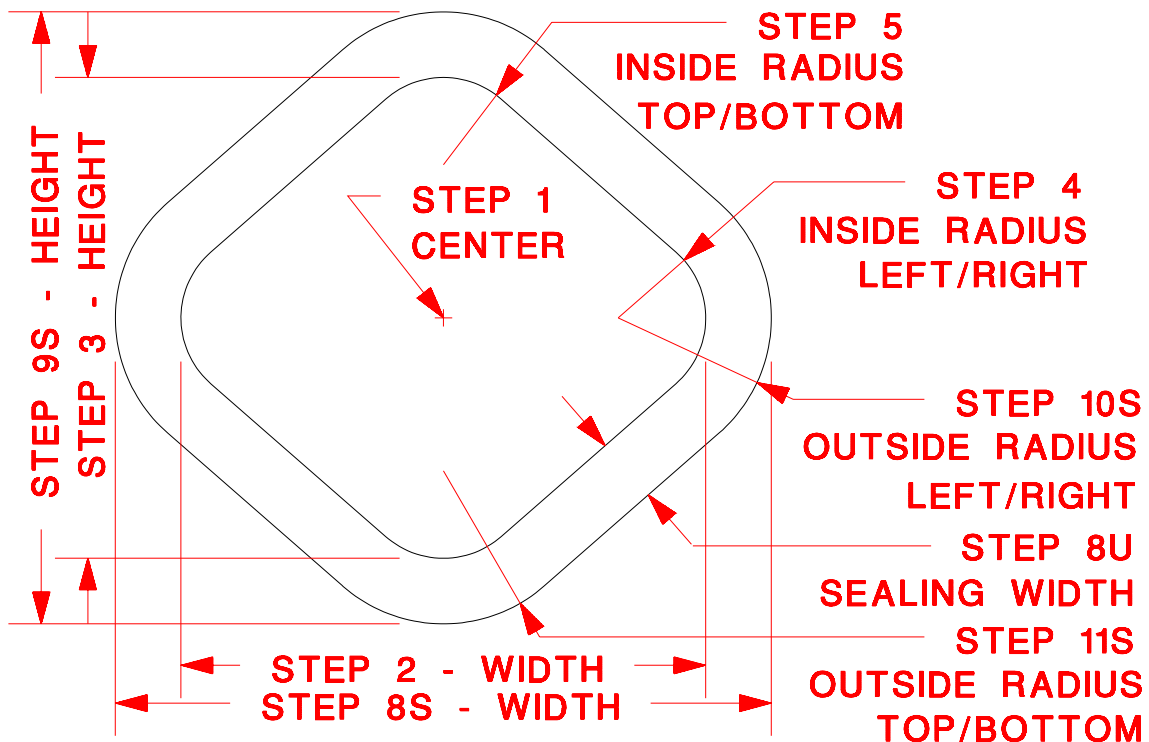 STEP 5
INSIDE RADIUS
TOP/BOTTOM
STEP 1
CENTER
STEP 4
INSIDE RADIUS
LEFT/RIGHT
STEP 9S - HEIGHT
STEP 3 - HEIGHT
STEP 10S
OUTSIDE RADIUS
LEFT/RIGHT
STEP 8U
SEALING WIDTH
STEP 11S
OUTSIDE RADIUS
TOP/BOTTOM
STEP 2 - WIDTH
STEP 8S - WIDTH